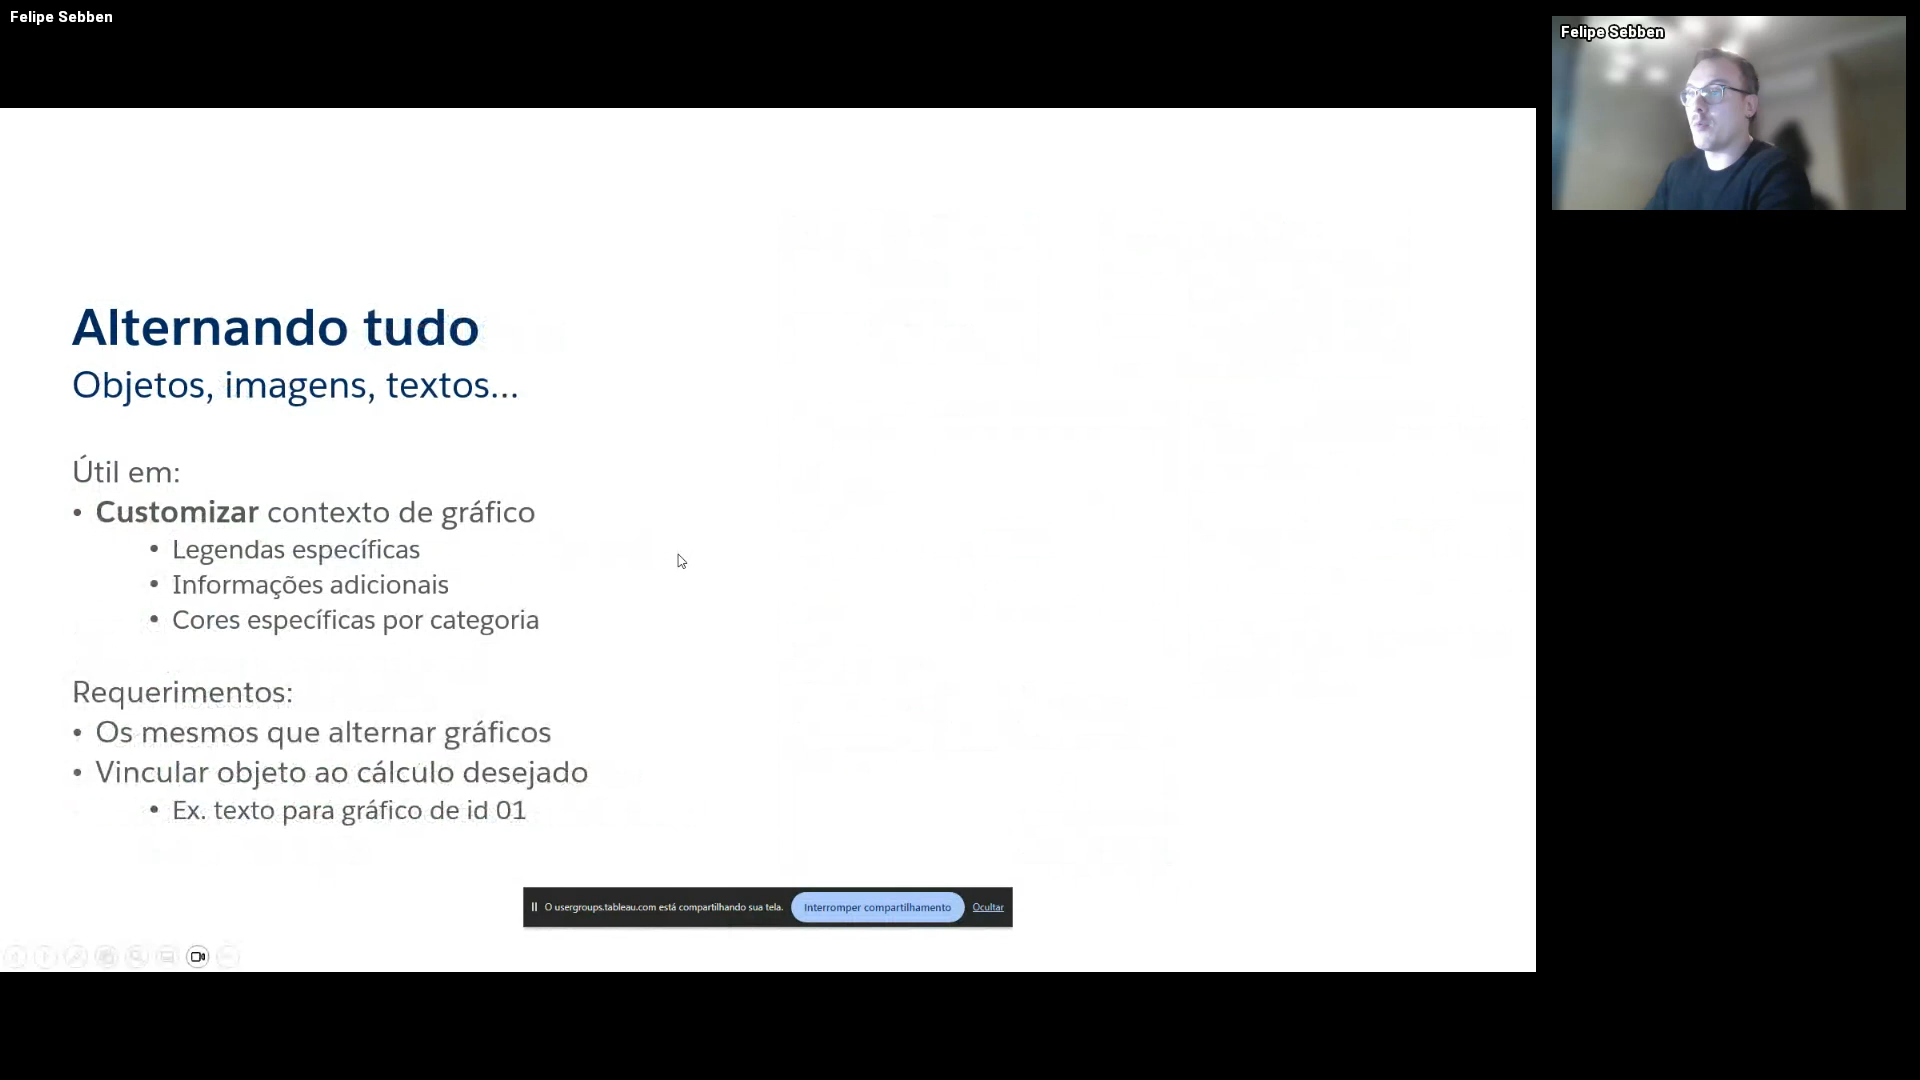 Felipe Sebben
Felipe Sebben
Alternando tudo
Objetos, imagens, textos...
Útil em:
• Customizar contexto de gráfico
• Legendas específicas
• Informações adicionais
• Cores específicas por categoria
Requerimentos:
• Os mesmos que alternar gráficos
• Vincular objeto ao cálculo desejado
• Ex. texto para gráfico de id 01
O usergroups.tableau.com está compartilhando sua tela. Interromper compartilhamento Ocultar